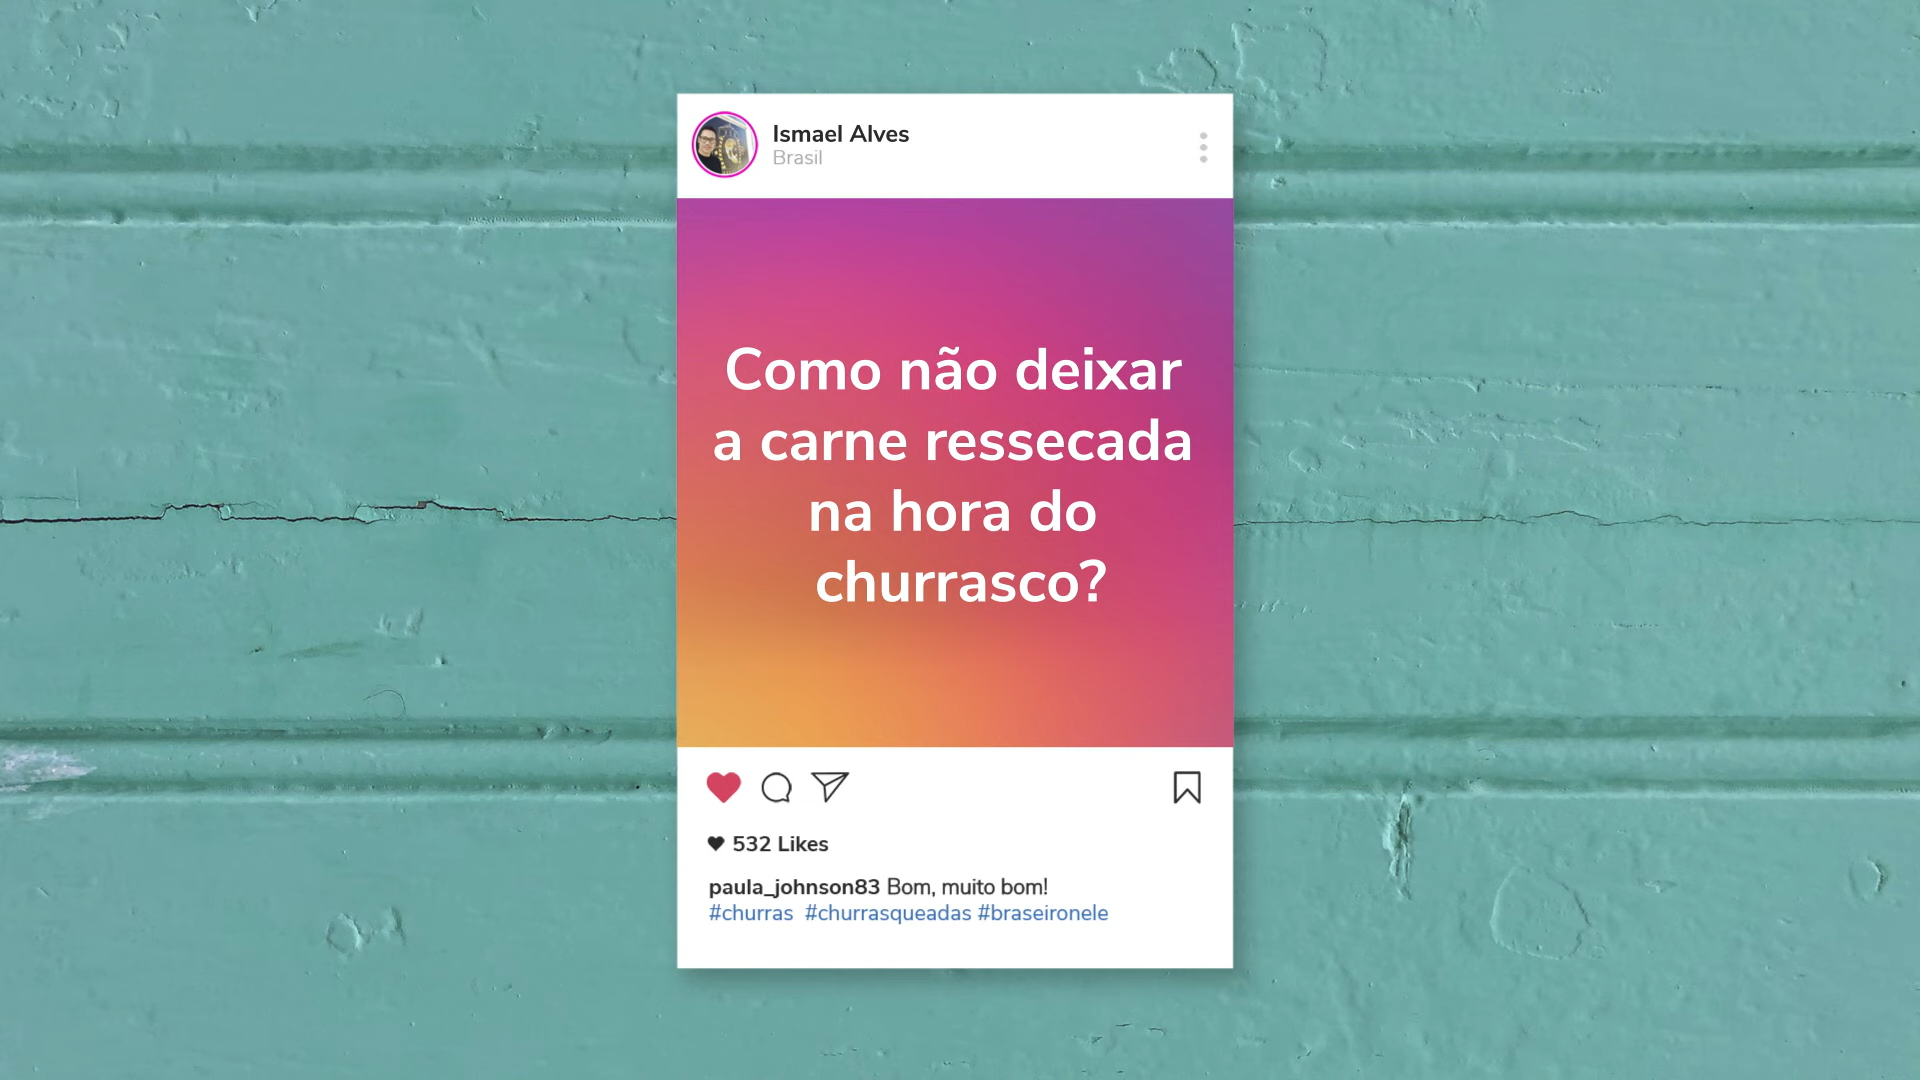 Ismael Alves
Brasil
Como não deixar
a carne ressecada
na hora do
churrasco?
532 Likes
paula_johnson83 Bom, muito bom!
#churras #churrasqueadas #braseironele